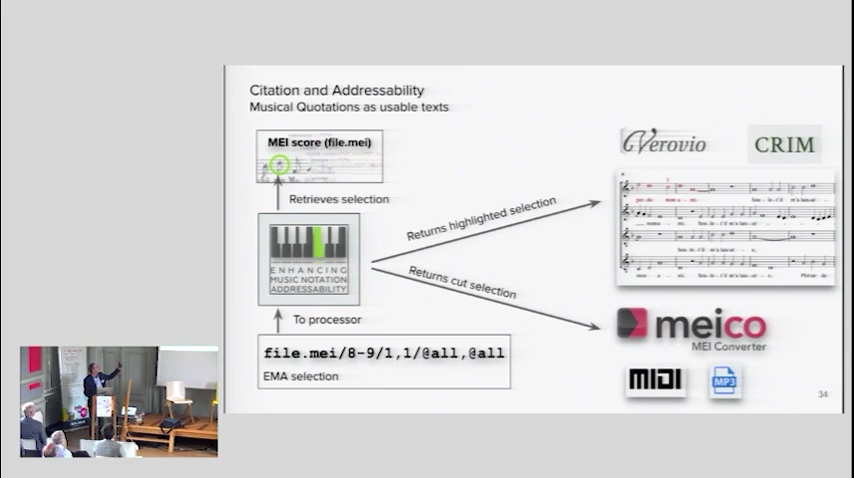 Citation and Addressability
Musical Quotations as usable texts
MEI score (file.mei)
Retrieves selection
ENHANCING
MUSIC NOTATION
ADDRESSABILITY
To processor
file.mei/8-9/1,1/@all,@all
EMA selection
Returns highlighted selection
Returns cut selection
Verovio
CRIM
meico
MEI Converter
MIDI
MP3
34